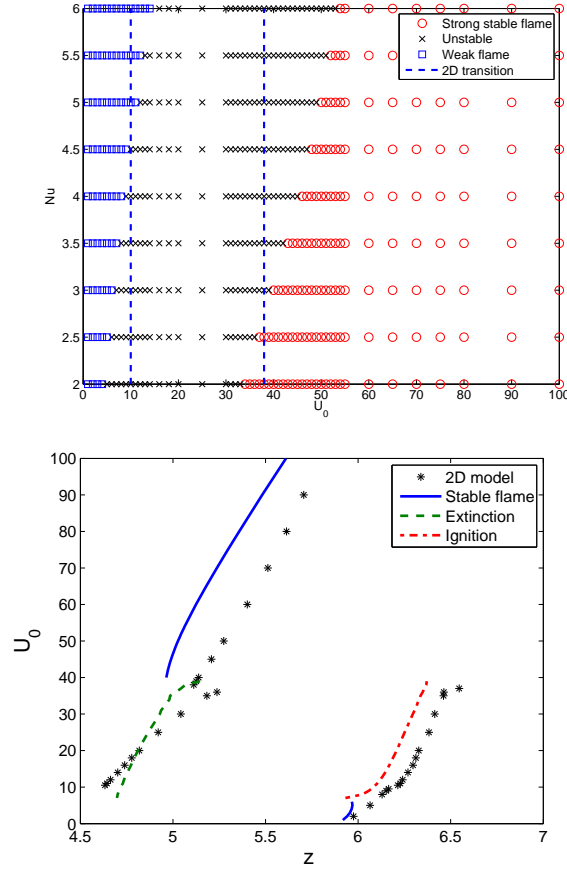 6
5.5
5
4.5
4
3.5
3
2.5
2
Nu
0 10 20 30 40 50 60 70 80 90 100
U0
Strong stable flame
Unstable
Weak flame
2D transition
100
90
80
70
60
50
40
30
20
10
0
U0
4.5 5 5.5 6 6.5 7
z
2D model
Stable flame
Extinction
Ignition